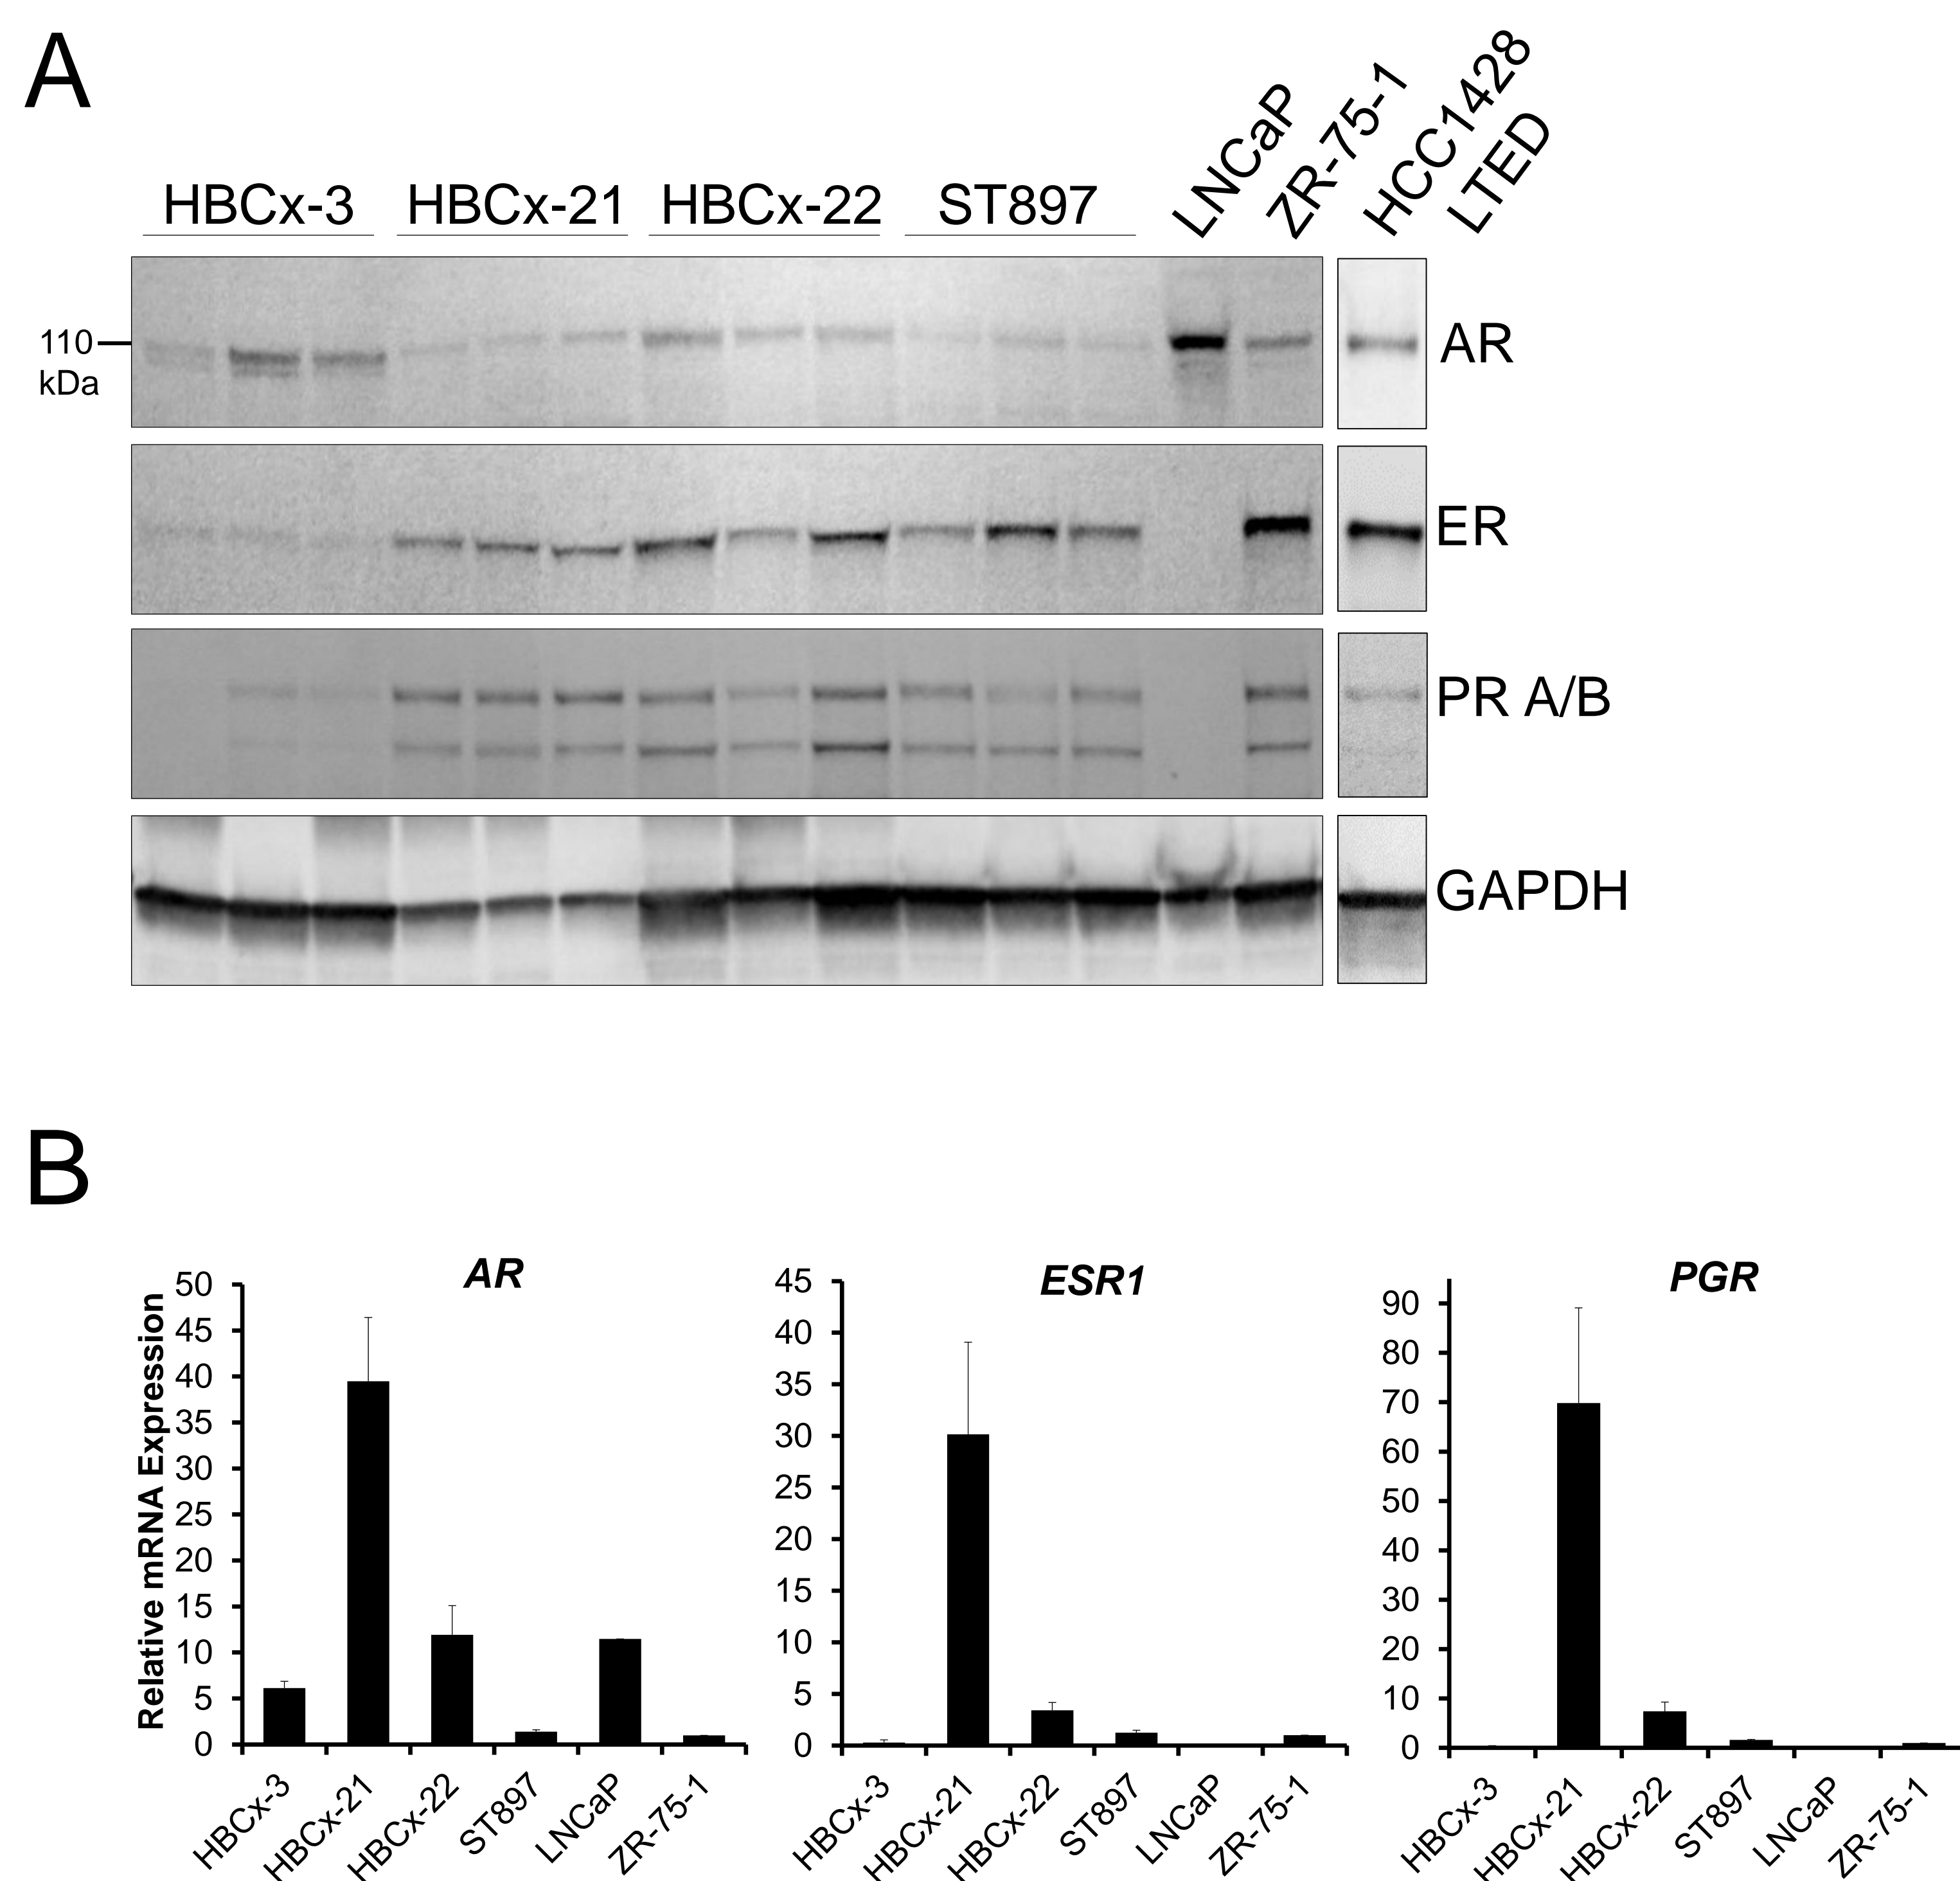 A
HBCx-3 HBCx-21 HBCx-22 ST897 LNCaP ZR-75-1 HCC1428 LTED
110
kDa
AR
ER
PR A/B
GAPDH
B
Relative mRNA Expression
AR
50
45
40
35
30
25
20
15
10
5
0
HBCx-3 HBCx-21 HBCx-22 ST897 LNCaP ZR-75-1
ESR1
45
40
35
30
25
20
15
10
5
0
HBCx-3 HBCx-21 HBCx-22 ST897 LNCaP ZR-75-1
PGR
90
80
70
60
50
40
30
20
10
0
HBCx-3 HBCx-21 HBCx-22 ST897 LNCaP ZR-75-1